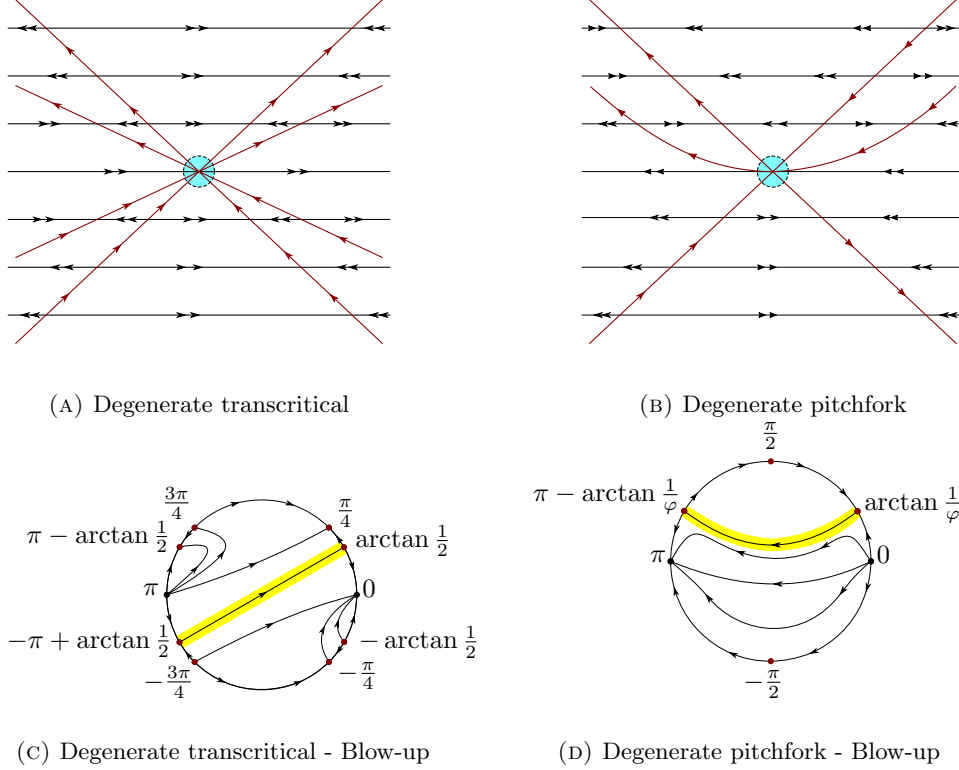 (A) Degenerate transcritical
(B) Degenerate pitchfork
3π/4
π/4
π − arctan 1/2
arctan 1/2
π
0
−π + arctan 1/2
− arctan 1/2
−3π/4
−π/4
π/2
π − arctan 1/φ
arctan 1/φ
π
0
−π/2
(C) Degenerate transcritical - Blow-up
(D) Degenerate pitchfork - Blow-up